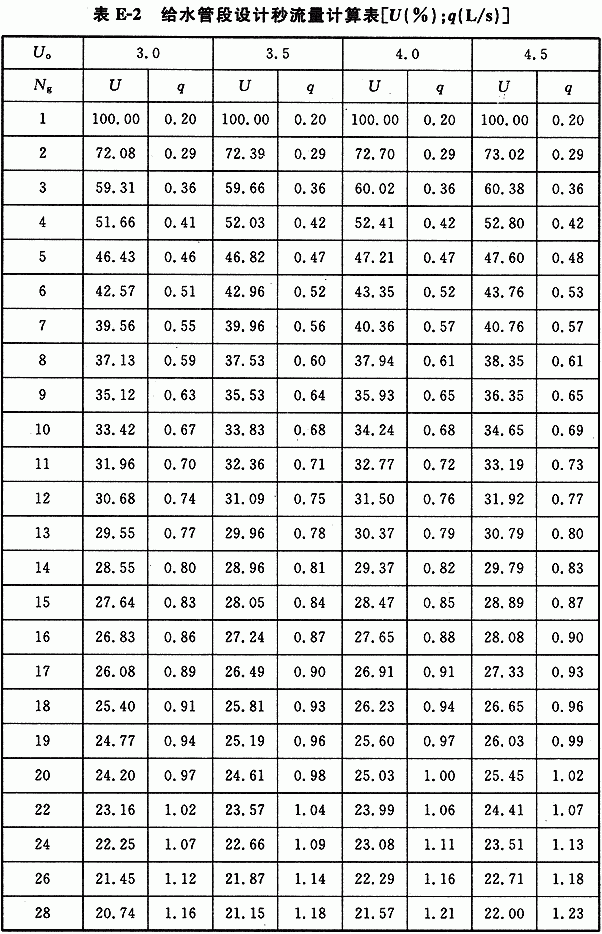 表 E-2 给水管段设计秒流量计算表[U(%);q(L/s)]
U₀ 3.0 3.5 4.0 4.5
Ng U q U q U q U q
1 100.00 0.20 100.00 0.20 100.00 0.20 100.00 0.20
2 72.08 0.29 72.39 0.29 72.70 0.29 73.02 0.29
3 59.31 0.36 59.66 0.36 60.02 0.36 60.38 0.36
4 51.66 0.41 52.03 0.42 52.41 0.42 52.80 0.42
5 46.43 0.46 46.82 0.47 47.21 0.47 47.60 0.48
6 42.57 0.51 42.96 0.52 43.35 0.52 43.76 0.53
7 39.56 0.55 39.96 0.56 40.36 0.57 40.76 0.57
8 37.13 0.59 37.53 0.60 37.94 0.61 38.35 0.61
9 35.12 0.63 35.53 0.64 35.93 0.65 36.35 0.65
10 33.42 0.67 33.83 0.68 34.24 0.68 34.65 0.69
11 31.96 0.70 32.36 0.71 32.77 0.72 33.19 0.73
12 30.68 0.74 31.09 0.75 31.50 0.76 31.92 0.77
13 29.55 0.77 29.96 0.78 30.37 0.79 30.79 0.80
14 28.55 0.80 28.96 0.81 29.37 0.82 29.79 0.83
15 27.64 0.83 28.05 0.84 28.47 0.85 28.89 0.87
16 26.83 0.86 27.24 0.87 27.65 0.88 28.08 0.90
17 26.08 0.89 26.49 0.90 26.91 0.91 27.33 0.93
18 25.40 0.91 25.81 0.93 26.23 0.94 26.65 0.96
19 24.77 0.94 25.19 0.96 25.60 0.97 26.03 0.99
20 24.20 0.97 24.61 0.98 25.03 1.00 25.45 1.02
22 23.16 1.02 23.57 1.04 23.99 1.06 24.41 1.07
24 22.25 1.07 22.66 1.09 23.08 1.11 23.51 1.13
26 21.45 1.12 21.87 1.14 22.29 1.16 22.71 1.18
28 20.74 1.16 21.15 1.18 21.57 1.21 22.00 1.23